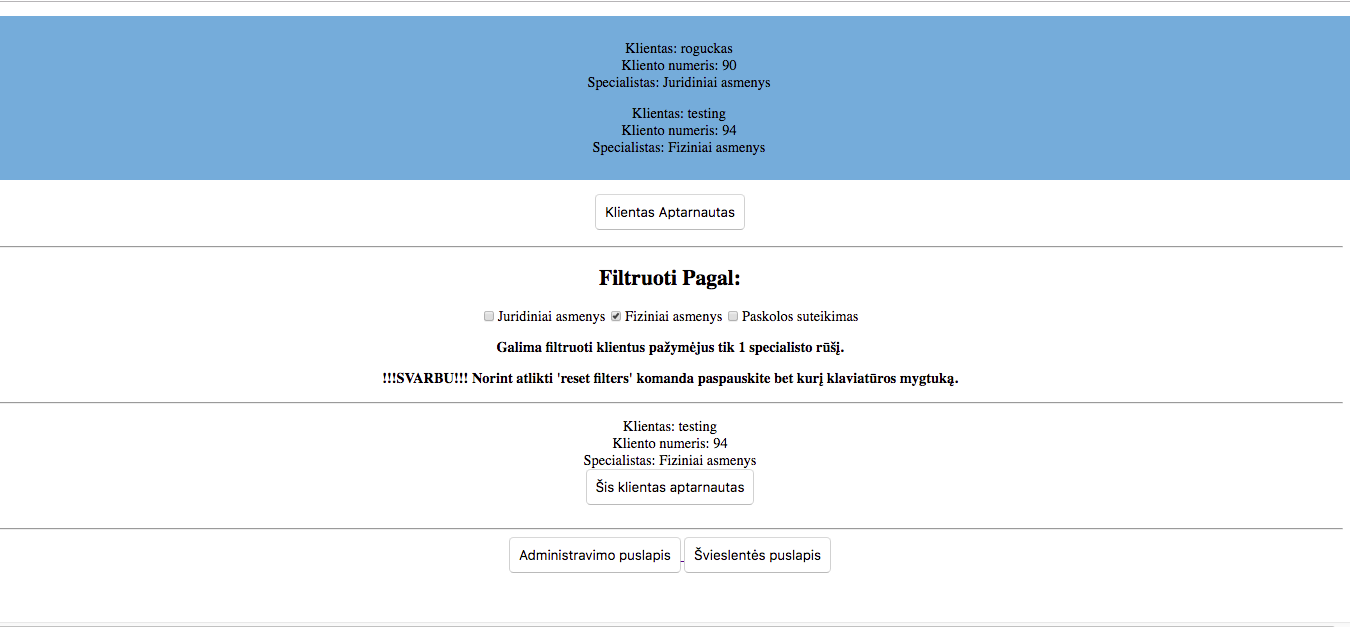 Klientas: roguckas
Kliento numeris: 90
Specialistas: Juridiniai asmenys
Klientas: testing
Kliento numeris: 94
Specialistas: Fiziniai asmenys
Klientas Aptarnautas
Filtruoti Pagal:
Juridiniai asmenys Fiziniai asmenys Paskolos suteikimas
Galima filtruoti klientus pažymėjus tik 1 specialisto rūšį.
!!!SVARBU!!! Norint atlikti 'reset filters' komanda paspauskite bet kurį klaviatūros mygtuką.
Klientas: testing
Kliento numeris: 94
Specialistas: Fiziniai asmenys
Šis klientas aptarnautas
Administravimo puslapis Švieslentės puslapis